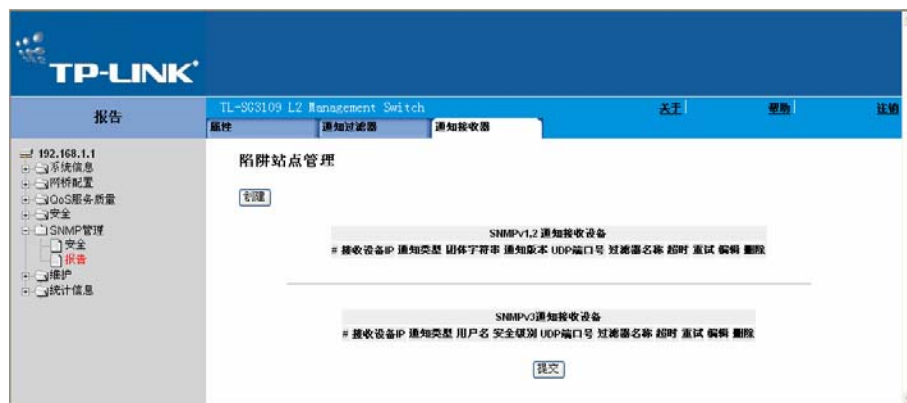 TP-LINK
报告
TL-SG3109 L2 Management Switch
关于
帮助
注销
属性
通知过滤器
通知接收器
192.168.1.1
系统信息
网桥配置
QoS服务质量
安全
SNMP管理
安全
报告
维护
统计信息
陷阱站点管理
创建
SNMPv1,2 通知接收设备
# 接收设备IP 通知类型 团体字符串 通知版本 UDP端口号 过滤器名称 超时 重试 编辑 删除
SNMPv3通知接收设备
# 接收设备IP 通知类型 用户名 安全级别 UDP端口号 过滤器名称 超时 重试 编辑 删除
提交